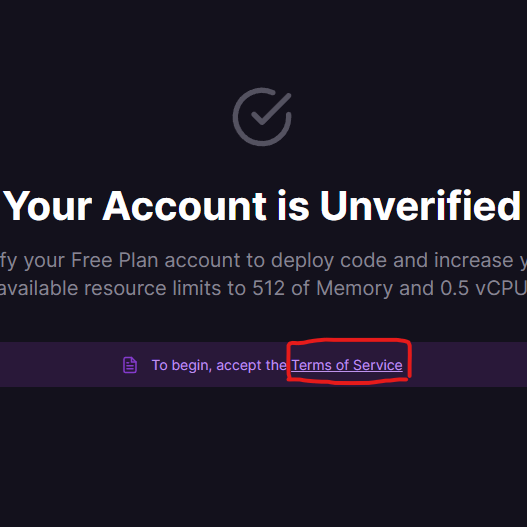 Your Account is Unverified
fy your Free Plan account to deploy code and increase y
available resource limits to 512 of Memory and 0.5 vCPU
To begin, accept the Terms of Service